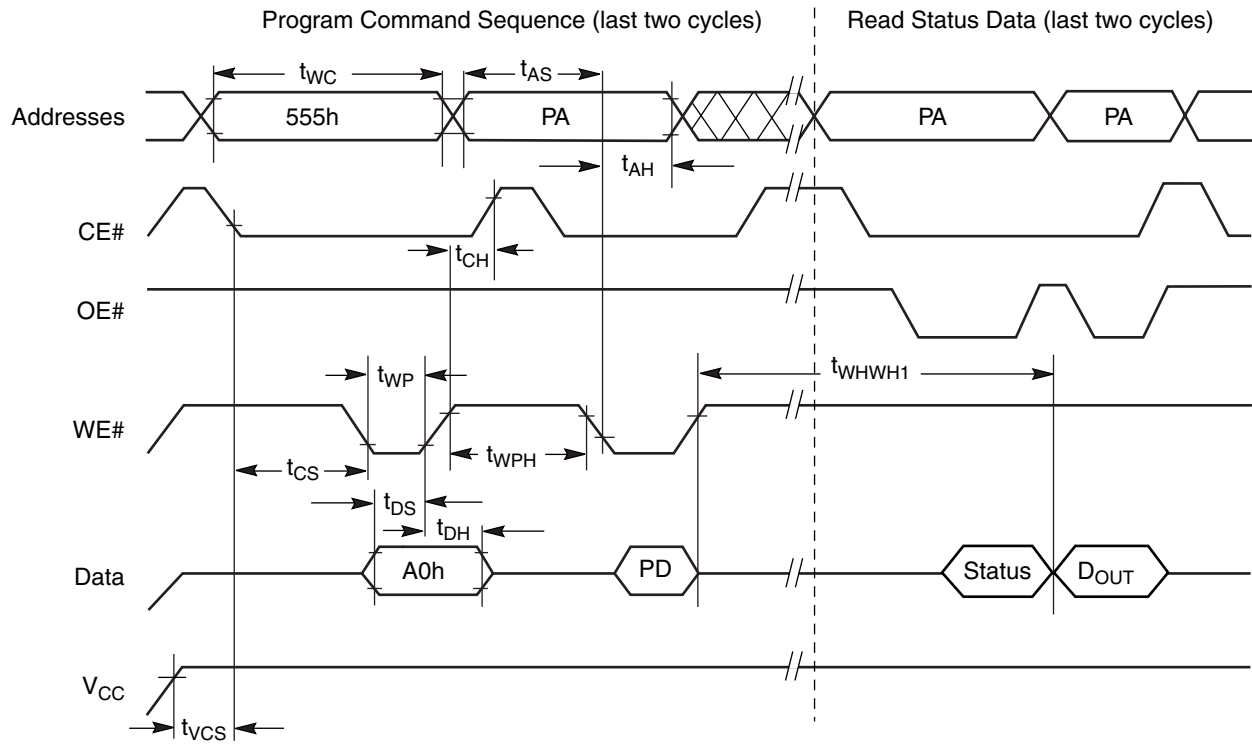 Program Command Sequence (last two cycles)
Read Status Data (last two cycles)
tWC
tAS
Addresses
555h
PA
PA
PA
tAH
CE#
tCH
OE#
tWP
tWHWH1
WE#
tCS
tWPH
tDS
tDH
Data
A0h
PD
Status
DOUT
VCC
tVCS